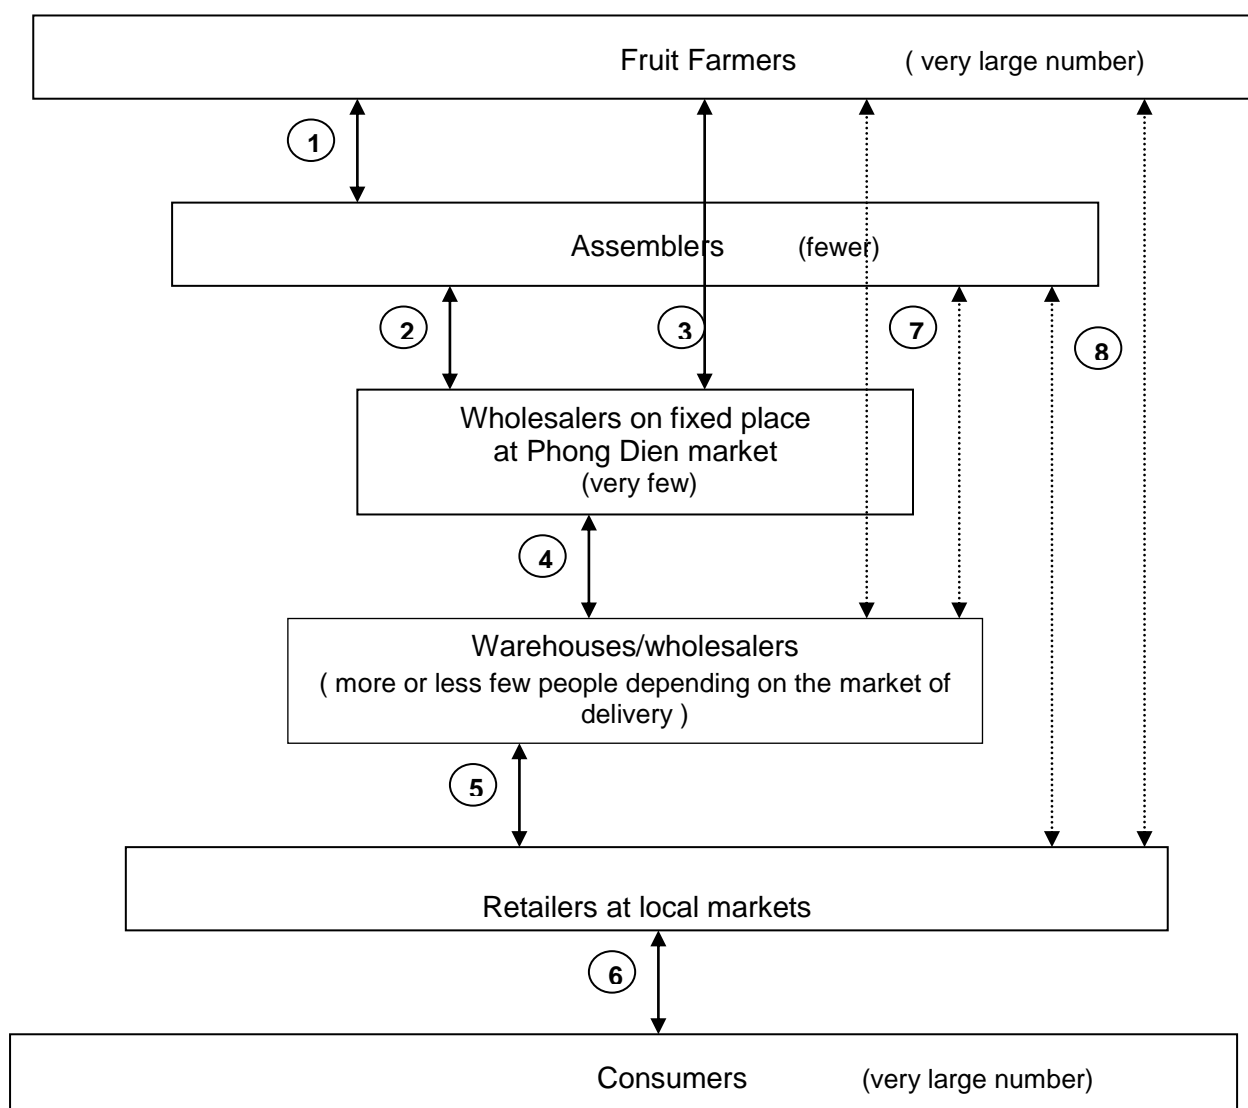 Fruit Farmers ( very large number)
1
Assemblers (fewer)
2
3
7
8
Wholesalers on fixed place
at Phong Dien market
(very few)
4
Warehouses/wholesalers
( more or less few people depending on the market of
delivery )
5
Retailers at local markets
6
Consumers (very large number)